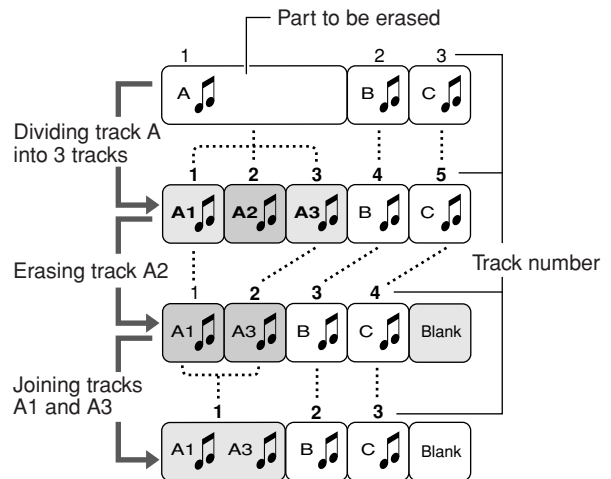 Part to be erased
1 2 3
A B C
Dividing track A
into 3 tracks
1 2 3 4 5
A1 A2 A3 B C
Erasing track A2
Track number
1 2 3 4
A1 A3 B C Blank
Joining tracks
A1 and A3
1 2 3
A1 A3 B C Blank